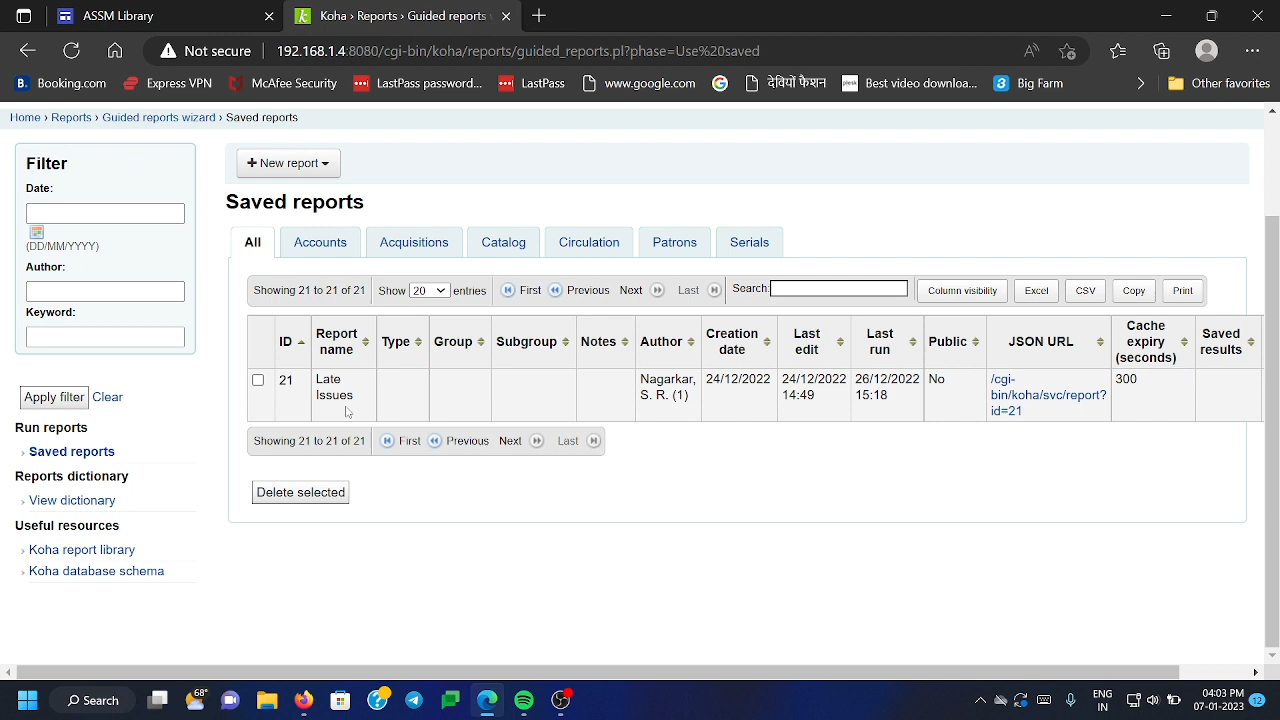 ASSM Library
Koha › Reports › Guided reports
Not secure 192.168.1.4:8080/cgi-bin/koha/reports/guided_reports.pl?phase=Use%20saved
Booking.com Express VPN McAfee Security LastPass password... LastPass www.google.com देवियो फैशन Best video downloa... Big Farm Other favorites
Home › Reports › Guided reports wizard › Saved reports
Filter
Date:
(DD/MM/YYYY)
Author:
Keyword:
Apply filter Clear
Run reports
› Saved reports
Reports dictionary
› View dictionary
Useful resources
› Koha report library
› Koha database schema
+ New report
Saved reports
All Accounts Acquisitions Catalog Circulation Patrons Serials
Showing 21 to 21 of 21 Show 20 entries First Previous Next Last Search: Column visibility Excel CSV Copy Print
ID Report name Type Group Subgroup Notes Author Creation date Last edit Last run Public JSON URL Cache expiry (seconds) Saved results
21 Late Issues Nagarkar, S. R. (1) 24/12/2022 24/12/2022 14:49 26/12/2022 15:18 No /cgi-bin/koha/svc/report?id=21 300
Showing 21 to 21 of 21 First Previous Next Last
Delete selected
68° Search ENG IN 04:03 PM 07-01-2023 12